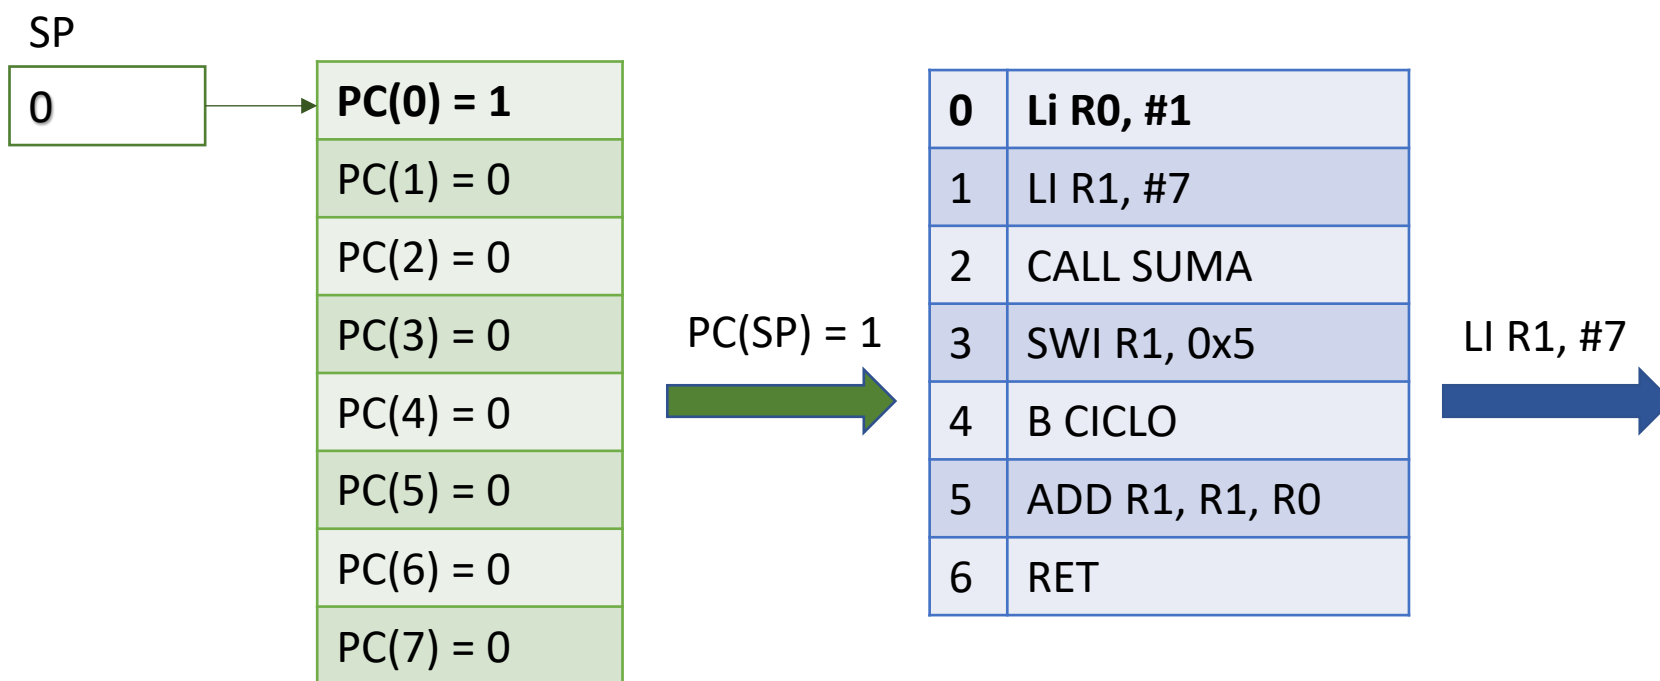 SP
0
PC(0) = 1
PC(1) = 0
PC(2) = 0
PC(3) = 0
PC(4) = 0
PC(5) = 0
PC(6) = 0
PC(7) = 0
PC(SP) = 1
0 Li R0, #1
1 LI R1, #7
2 CALL SUMA
3 SWI R1, 0x5
4 B CICLO
5 ADD R1, R1, R0
6 RET
LI R1, #7